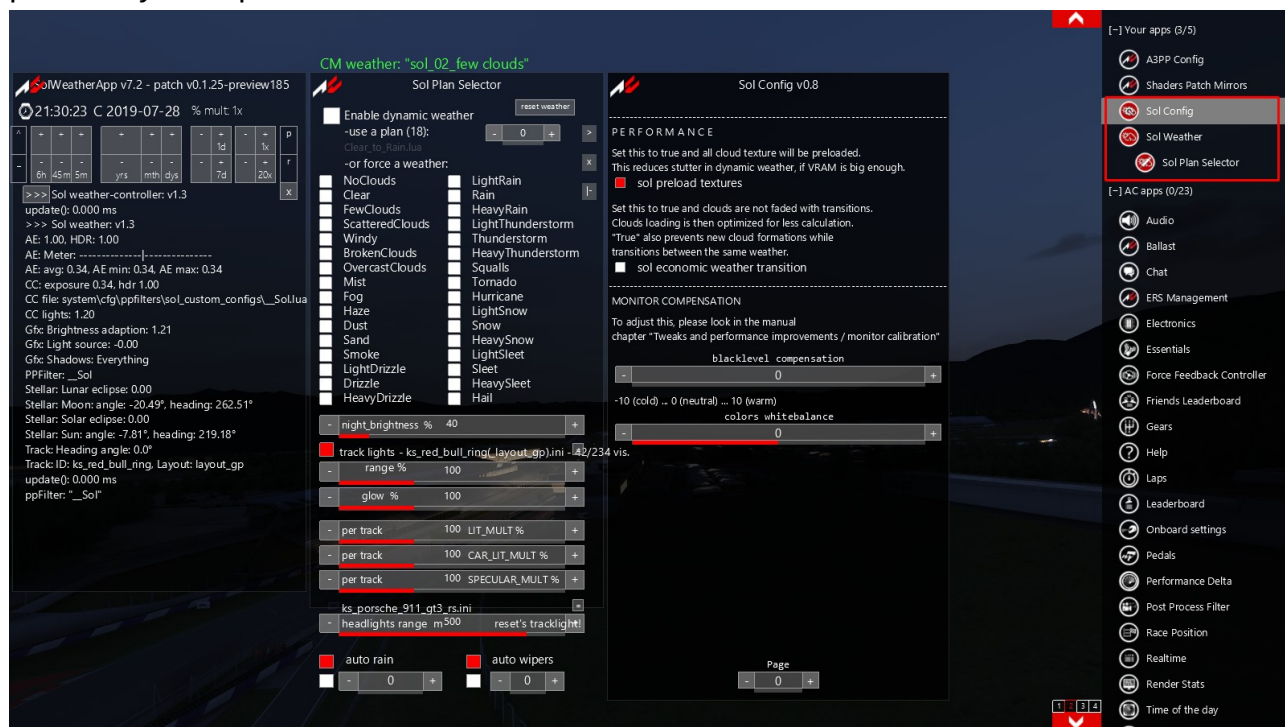 CM weather: "sol_02_few clouds"
SolWeatherApp v7.2 - patch v0.1.25-preview185
21:30:23 C 2019-07-28 % mult: 1x
^ + + + + + + - + - +  p
1d 1x
- - - - - - - + - + r
6h 45m 5m yrs mth dys 7d 20x
>>> Sol weather-controller: v1.3 x
update(): 0.000 ms
>>> Sol weather: v1.3
AE: 1.00, HDR: 1.00
AE: Meter: --------------|---------------
AE: avg: 0.34, AE min: 0.34, AE max: 0.34
CC: exposure 0.34, hdr 1.00
CC file: system\cfg\ppfilters\sol_custom_configs\__Sol.lua
CC lights: 1.20
Gfx: Brightness adaption: 1.21
Gfx: Light source: -0.00
Gfx: Shadows: Everything
PPFilter: __Sol
Stellar: Lunar eclipse: 0.00
Stellar: Moon: angle: -20.49°, heading: 262.51°
Stellar: Solar eclipse: 0.00
Stellar: Sun: angle: -7.81°, heading: 219.18°
Track: Heading angle: 0.0°
Track: ID: ks_red_bull_ring, Layout: layout_gp
update(): 0.000 ms
ppFilter: "__Sol"
Sol Plan Selector
reset weather
Enable dynamic weather
-use a plan (18): - 0 + >
Clear_to_Rain.lua
-or force a weather: x
NoClouds LightRain |-
Clear Rain
FewClouds HeavyRain
ScatteredClouds LightThunderstorm
Windy Thunderstorm
BrokenClouds HeavyThunderstorm
OvercastClouds Squalls
Mist Tornado
Fog Hurricane
Haze LightSnow
Dust Snow
Sand HeavySnow
Smoke LightSleet
LightDrizzle Sleet
Drizzle HeavySleet
HeavyDrizzle Hail
- night_brightness % 40 +
track lights - ks_red_bull_ring(_layout_gp).ini - 42/234 vis.
- range % 100 +
- glow % 100 +
- per track 100 LIT_MULT % +
- per track 100 CAR_LIT_MULT % +
- per track 100 SPECULAR_MULT % +
ks_porsche_911_gt3_rs.ini =
- headlights range m 500 reset's tracklight! +
auto rain auto wipers
- 0 + - 0 +
Sol Config v0.8
PERFORMANCE
Set this to true and all cloud texture will be preloaded.
This reduces stutter in dynamic weather, if VRAM is big enough.
sol preload textures
Set this to true and clouds are not faded with transitions.
Clouds loading is then optimized for less calculation.
"True" also prevents new cloud formations while
transitions between the same weather.
sol economic weather transition
MONITOR COMPENSATION
To adjust this, please look in the manual
chapter "Tweaks and performance improvements / monitor calibration"
blacklevel compensation
- 0 +
-10 (cold) ... 0 (neutral) ... 10 (warm)
colors whitebalance
- 0 +
Page
- 0 +
[-] Your apps (3/5)
A3PP Config
Shaders Patch Mirrors
Sol Config
Sol Weather
Sol Plan Selector
[-] AC apps (0/23)
Audio
Ballast
Chat
ERS Management
Electronics
Essentials
Force Feedback Controller
Friends Leaderboard
Gears
Help
Laps
Leaderboard
Onboard settings
Pedals
Performance Delta
Post Process Filter
Race Position
Realtime
Render Stats
Time of the day
1 2 3 4